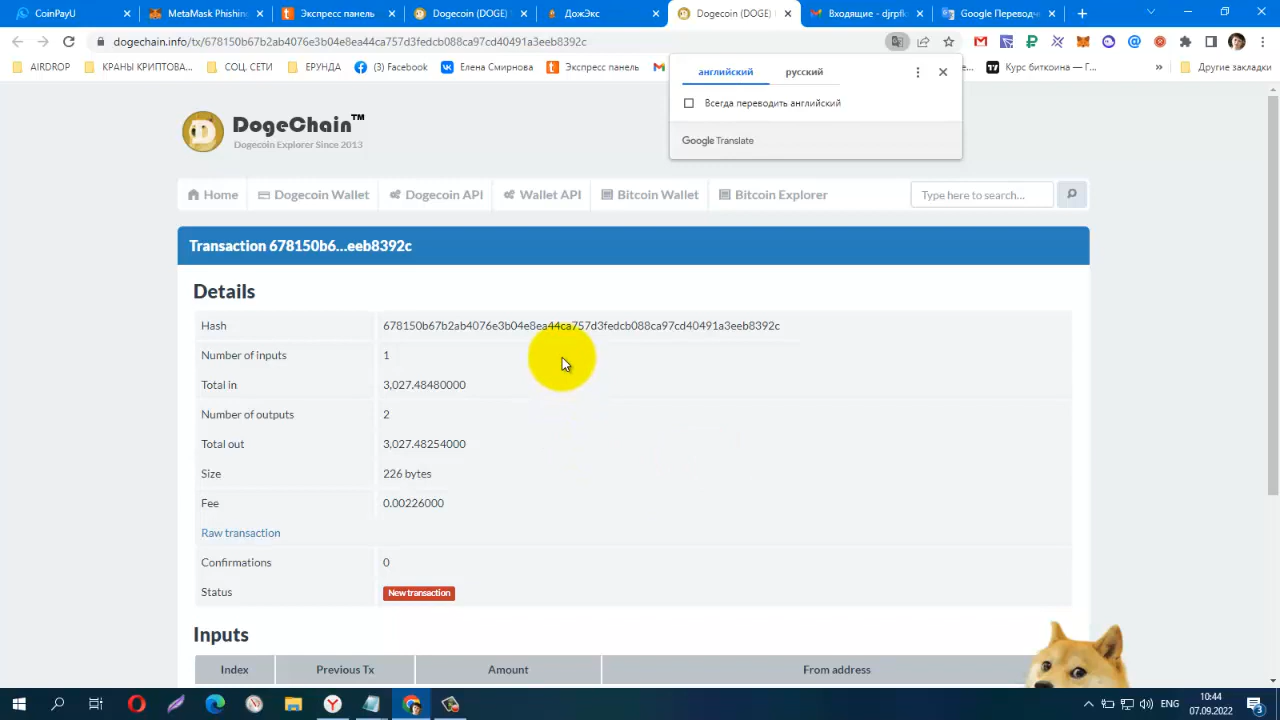 CoinPayU
MetaMask Phishing
Экспресс панель
Dogecoin (DOGE)
ДожЭкс
Dogecoin (DOGE)
Входящие - djrpfk
Google Переводч
dogechain.info/tx/678150b67b2ab4076e3b04e8ea44ca757d3fedcb088ca97cd40491a3eeb8392c
AIRDROP
КРАНЫ КРИПТОВА...
СОЦ. СЕТИ
ЕРУНДА
(3) Facebook
Елена Смирнова
Экспресс панель
Курс биткоина — Г...
»
Другие закладки
английский
русский
Всегда переводить английский
Google Translate
DogeChain™
Dogecoin Explorer Since 2013
Home
Dogecoin Wallet
Dogecoin API
Wallet API
Bitcoin Wallet
Bitcoin Explorer
Type here to search...
Transaction 678150b6...eeb8392c
Details
Hash 678150b67b2ab4076e3b04e8ea44ca757d3fedcb088ca97cd40491a3eeb8392c
Number of inputs 1
Total in 3,027.48480000
Number of outputs 2
Total out 3,027.48254000
Size 226 bytes
Fee 0.00226000
Raw transaction
Confirmations 0
Status New transaction
Inputs
Index Previous Tx Amount From address
ENG
10:44
07.09.2022
3